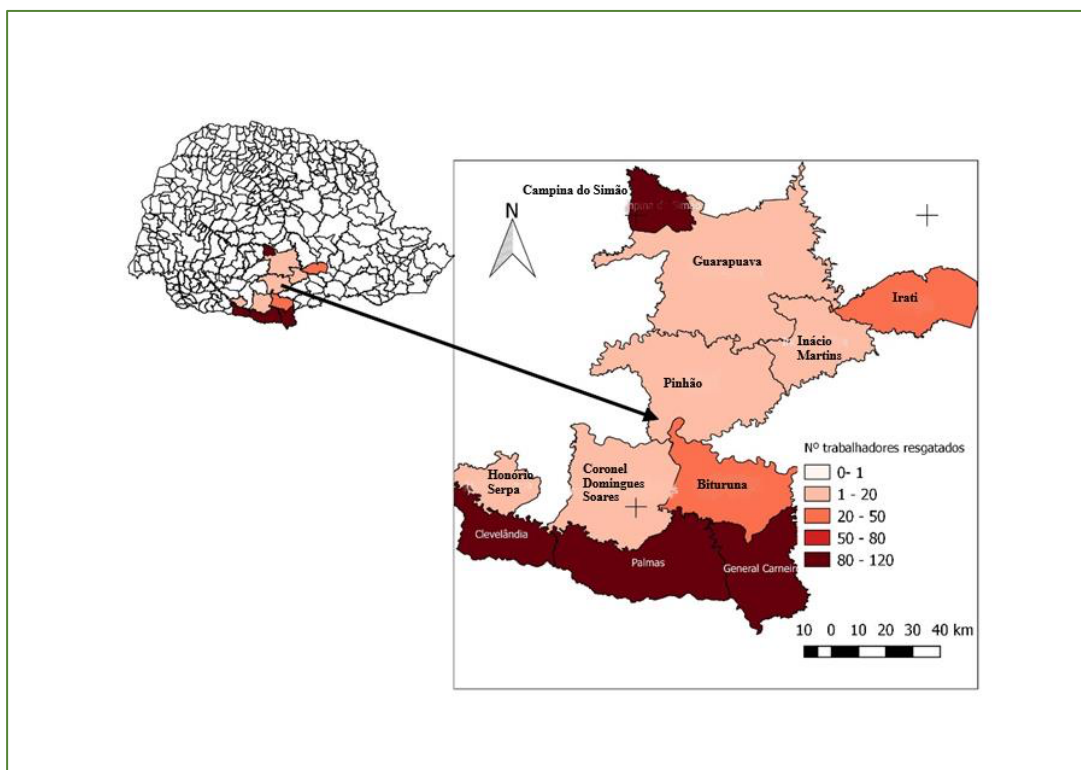 Campina do Simão
N
Guarapuava
Irati
Inácio
Martins
Pinhão
Nº trabalhadores resgatados
0- 1
1 - 20
20 - 50
50 - 80
80 - 120
Honório
Serpa
Coronel
Domingues
Soares
Bituruna
Clevelândia
Palmas
General Carneir
10 0 10 20 30 40 km